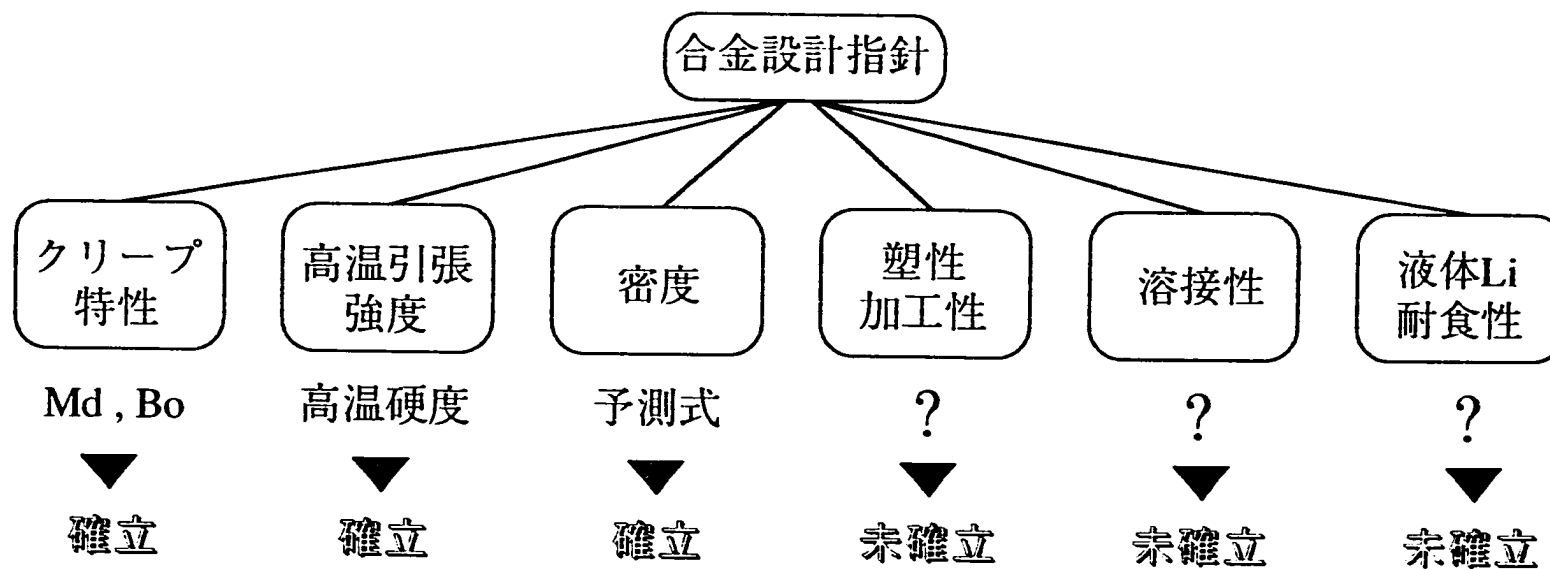 合金設計指針
クリープ
特性
高温引張
強度
密度
塑性
加工性
溶接性
液体Li
耐食性
Md , Bo
高温硬度
予測式
?
?
?
確立
確立
確立
未確立
未確立
未確立